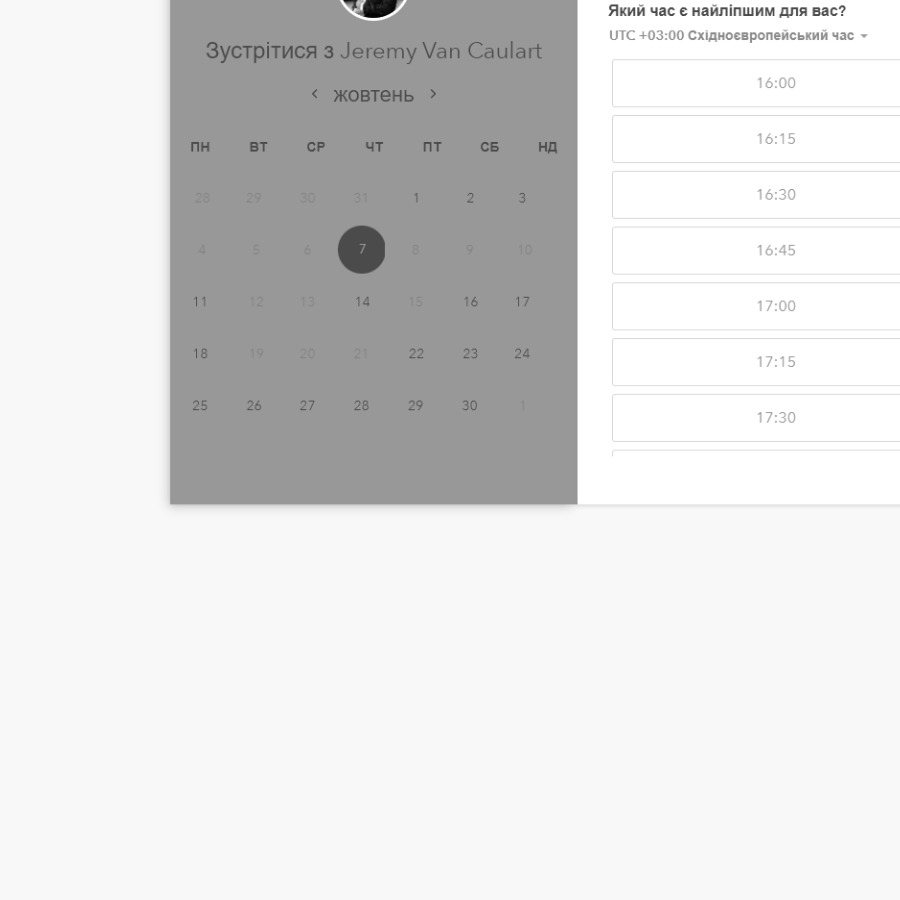 Зустрітися з Jeremy Van Caulart
жовтень
ПН ВТ СР ЧТ ПТ СБ НД
28 29 30 31 1 2 3
4 5 6 7 8 9 10
11 12 13 14 15 16 17
18 19 20 21 22 23 24
25 26 27 28 29 30 1
Який час є найліпшим для вас?
UTC +03:00 Східноєвропейський час
16:00
16:15
16:30
16:45
17:00
17:15
17:30